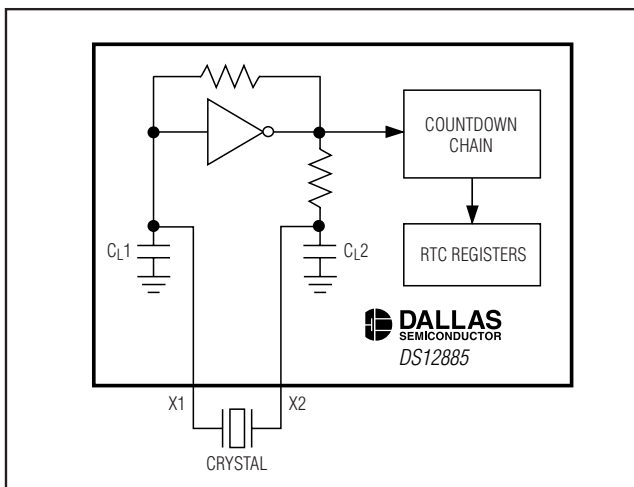 COUNTDOWN
CHAIN
CL1
CL2
RTC REGISTERS
DALLAS
SEMICONDUCTOR
DS12885
X1
X2
CRYSTAL